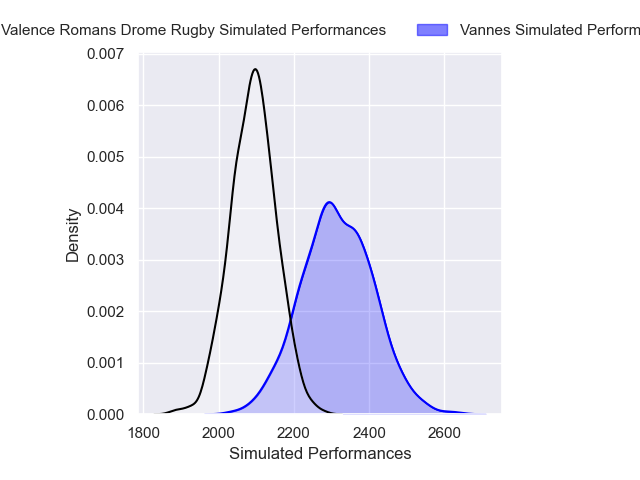 Valence Romans Drome Rugby Simulated Performances Vannes Simulated Perform
0.007
0.006
0.005
0.004
0.003
0.002
0.001
0.000
Density
1800 2000 2200 2400 2600
Simulated Performances